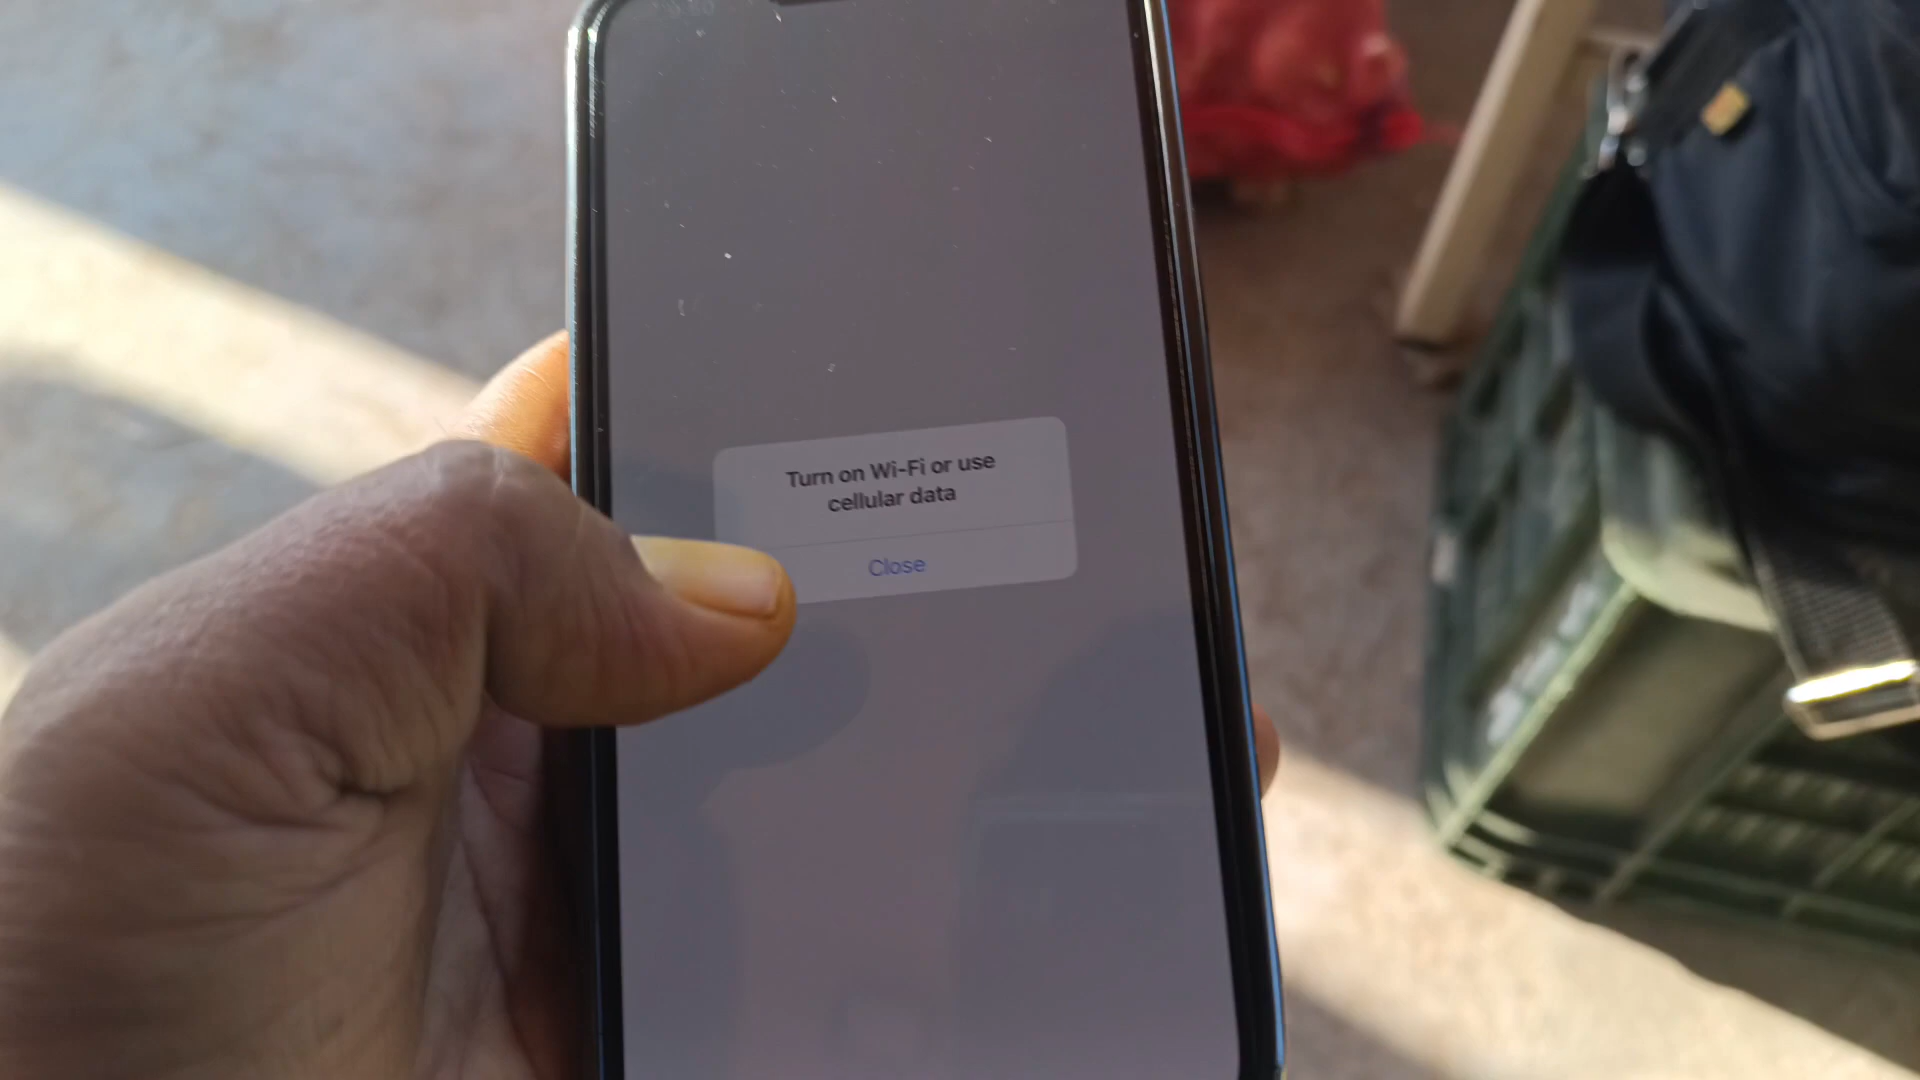 Turn on Wi-Fi or use
cellular data
Close